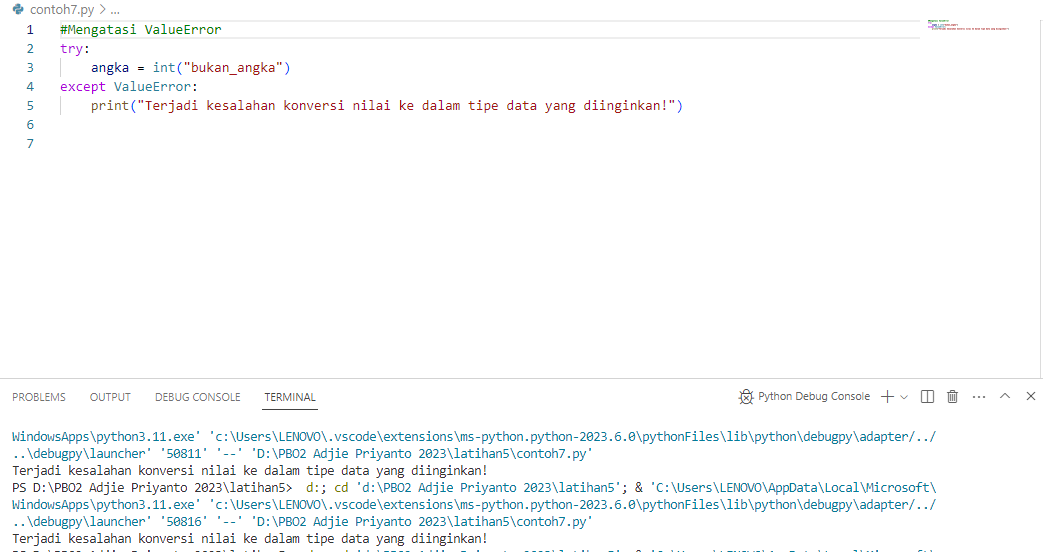 contoh7.py > ...
1 #Mengatasi ValueError
2 try:
3     angka = int("bukan_angka")
4 except ValueError:
5     print("Terjadi kesalahan konversi nilai ke dalam tipe data yang diinginkan!")
6
7
PROBLEMS OUTPUT DEBUG CONSOLE TERMINAL Python Debug Console
WindowsApps\python3.11.exe' 'c:\Users\LENOVO\.vscode\extensions\ms-python.python-2023.6.0\pythonFiles\lib\python\debugpy\adapter/../
..\debugpy\launcher' '50811' '--' 'D:\PBO2 Adjie Priyanto 2023\latihan5\contoh7.py'
Terjadi kesalahan konversi nilai ke dalam tipe data yang diinginkan!
PS D:\PBO2 Adjie Priyanto 2023\latihan5>  d:; cd 'd:\PBO2 Adjie Priyanto 2023\latihan5'; & 'C:\Users\LENOVO\AppData\Local\Microsoft\
WindowsApps\python3.11.exe' 'c:\Users\LENOVO\.vscode\extensions\ms-python.python-2023.6.0\pythonFiles\lib\python\debugpy\adapter/../
..\debugpy\launcher' '50816' '--' 'D:\PBO2 Adjie Priyanto 2023\latihan5\contoh7.py'
Terjadi kesalahan konversi nilai ke dalam tipe data yang diinginkan!